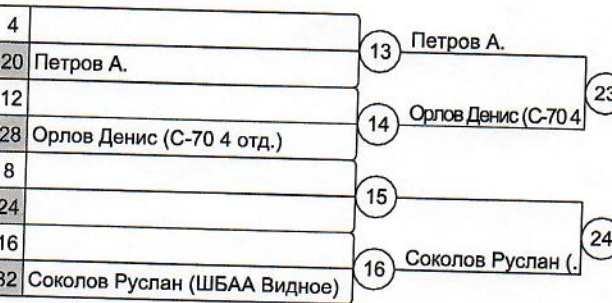 4
13 Петров А.
20 Петров А.
23
12
14 Орлов Денис (С-70 4
28 Орлов Денис (С-70 4 отд.)
8
15
24
24
16
16 Соколов Руслан (.
32 Соколов Руслан (ШБАА Видное)